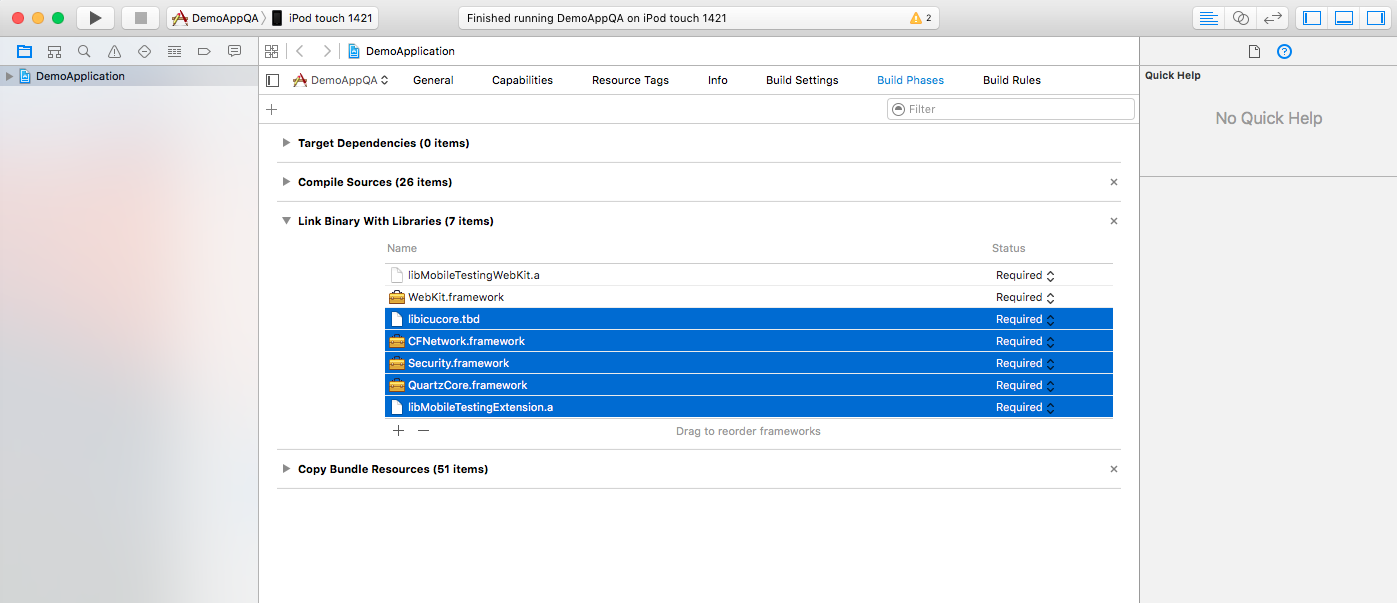 DemoAppQA iPod touch 1421
Finished running DemoAppQA on iPod touch 1421
2
DemoApplication
DemoApplication
Quick Help
No Quick Help
DemoAppQA General Capabilities Resource Tags Info Build Settings Build Phases Build Rules
Filter
Target Dependencies (0 items)
Compile Sources (26 items)
Link Binary With Libraries (7 items)
Name Status
libMobileTestingWebKit.a Required
WebKit.framework Required
libicucore.tbd Required
CFNetwork.framework Required
Security.framework Required
QuartzCore.framework Required
libMobileTestingExtension.a Required
Drag to reorder frameworks
Copy Bundle Resources (51 items)